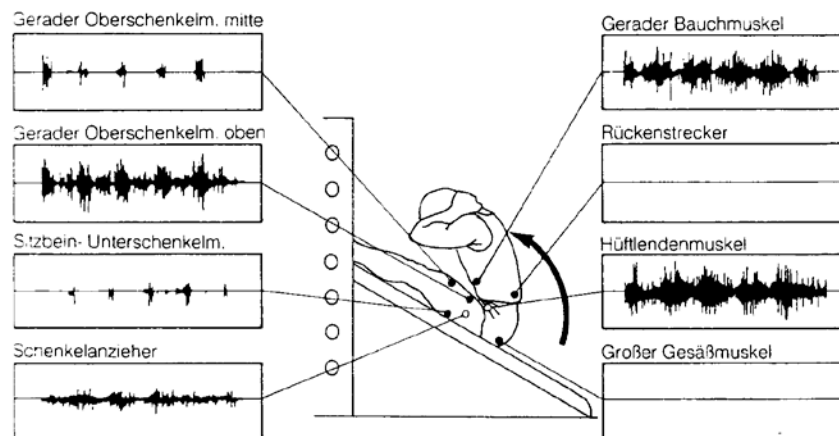 Gerader Oberschenkelm. mitte
Gerader Oberschenkelm. oben
Sitzbein- Unterschenkelm.
Schenkelanzieher
Gerader Bauchmuskel
Rückenstrecker
Hüftlendenmuskel
Großer Gesäßmuskel